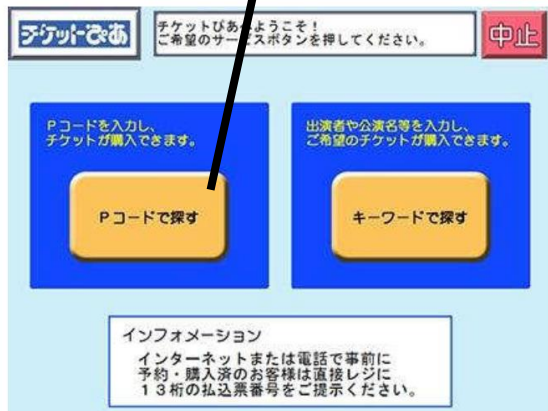 チケットぴあ
チケットぴあへようこそ!
ご希望のサービスボタンを押してください。
中止
Pコードを入力し、
チケットが購入できます。
Pコードで探す
出演者や公演名等を入力し、
ご希望のチケットが購入できます。
キーワードで探す
インフォメーション
インターネットまたは電話で事前に
予約・購入済のお客様は直接レジに
13桁の払込票番号をご提示ください。